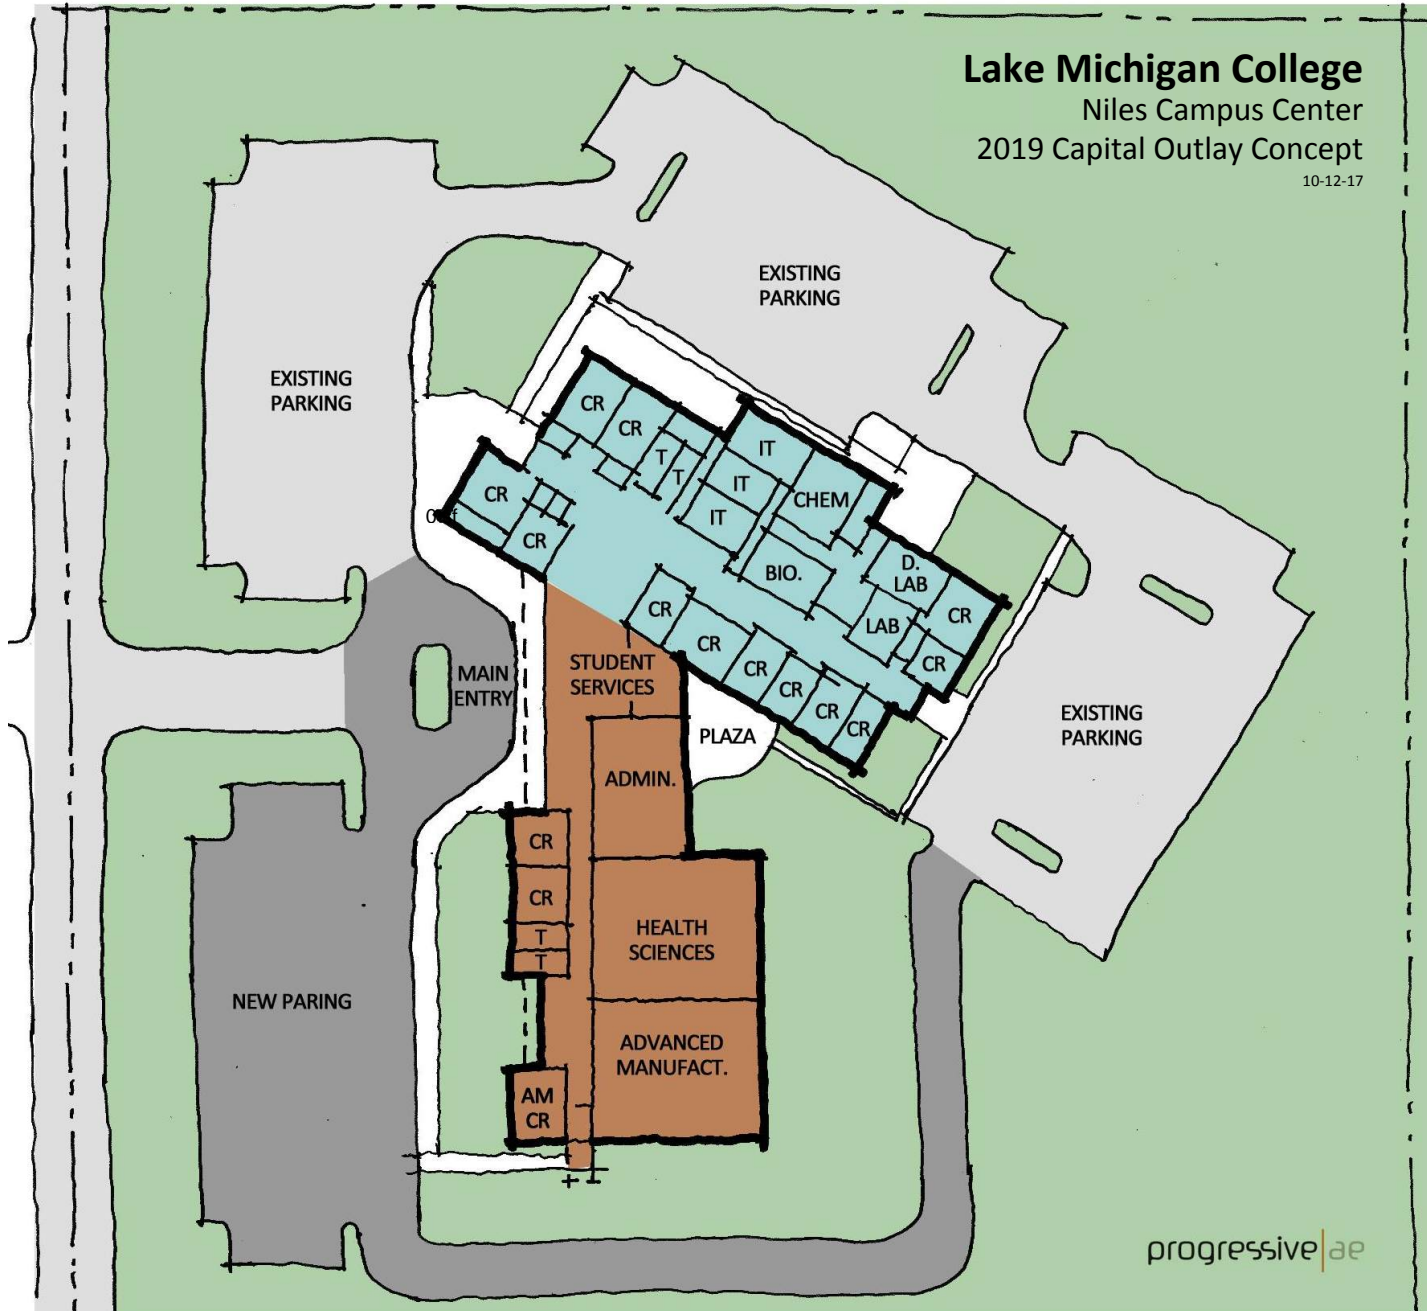 Lake Michigan College
Niles Campus Center
2019 Capital Outlay Concept
10-12-17
EXISTING
PARKING
EXISTING
PARKING
CR
CR
T
T
IT
IT
IT
CHEM
CR
CR
BIO.
D.
LAB
LAB
CR
CR
CR
CR
CR
CR
CR
CR
MAIN
ENTRY
STUDENT
SERVICES
PLAZA
EXISTING
PARKING
ADMIN.
CR
CR
T
T
HEALTH
SCIENCES
NEW PARING
ADVANCED
MANUFACT.
AM
CR
progressive|ae